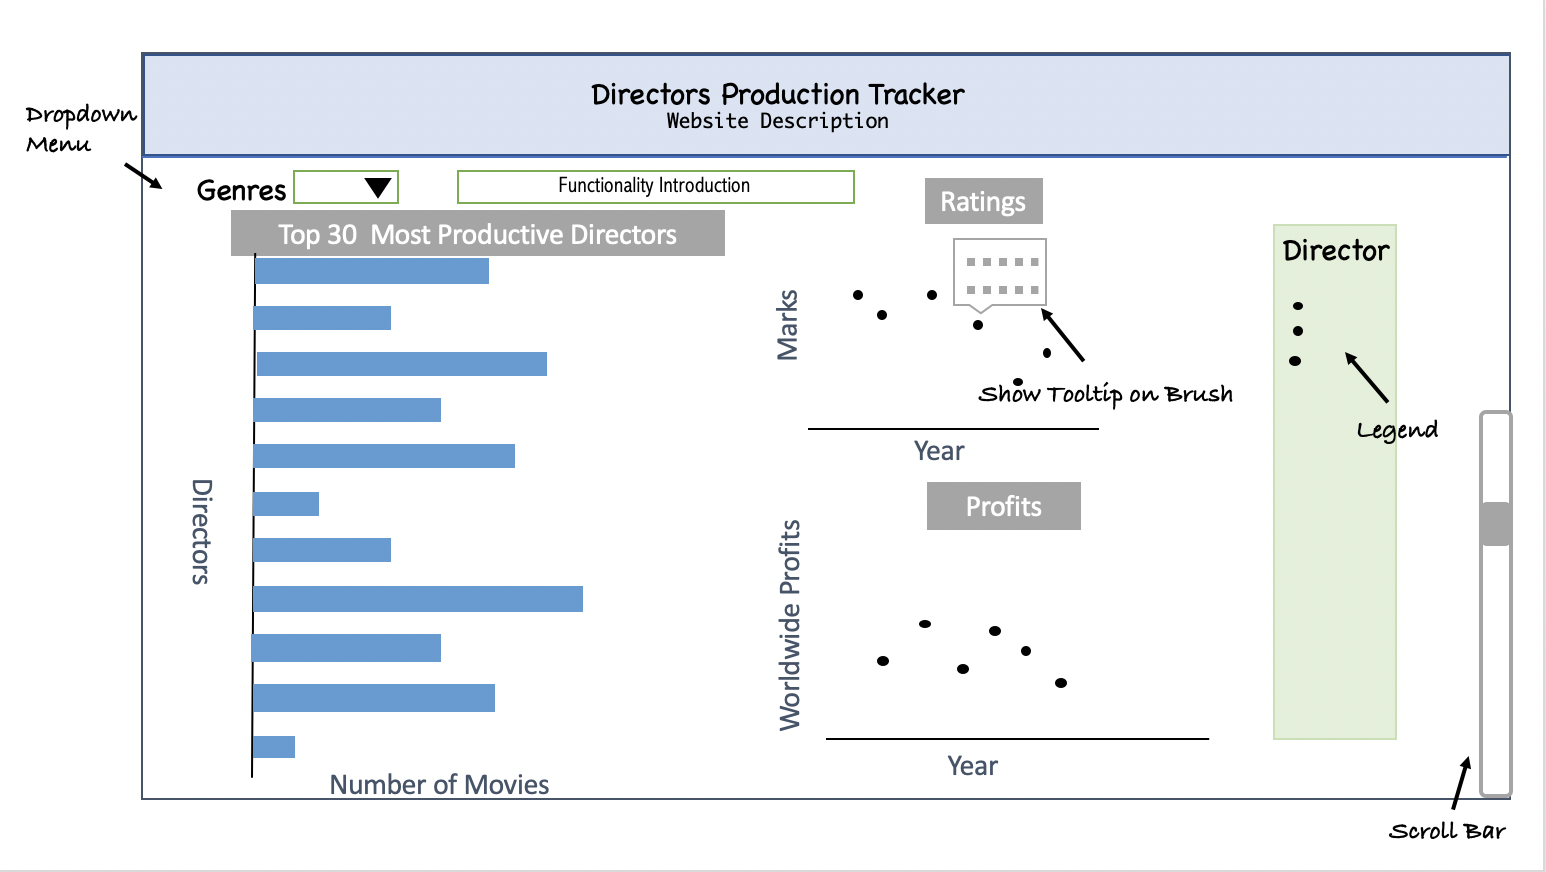 Directors Production Tracker
Website Description
Dropdown
Menu
Genres
Functionality Introduction
Top 30  Most Productive Directors
Directors
Number of Movies
Ratings
Marks
Show Tooltip on Brush
Year
Profits
Worldwide Profits
Year
Director
Legend
Scroll Bar